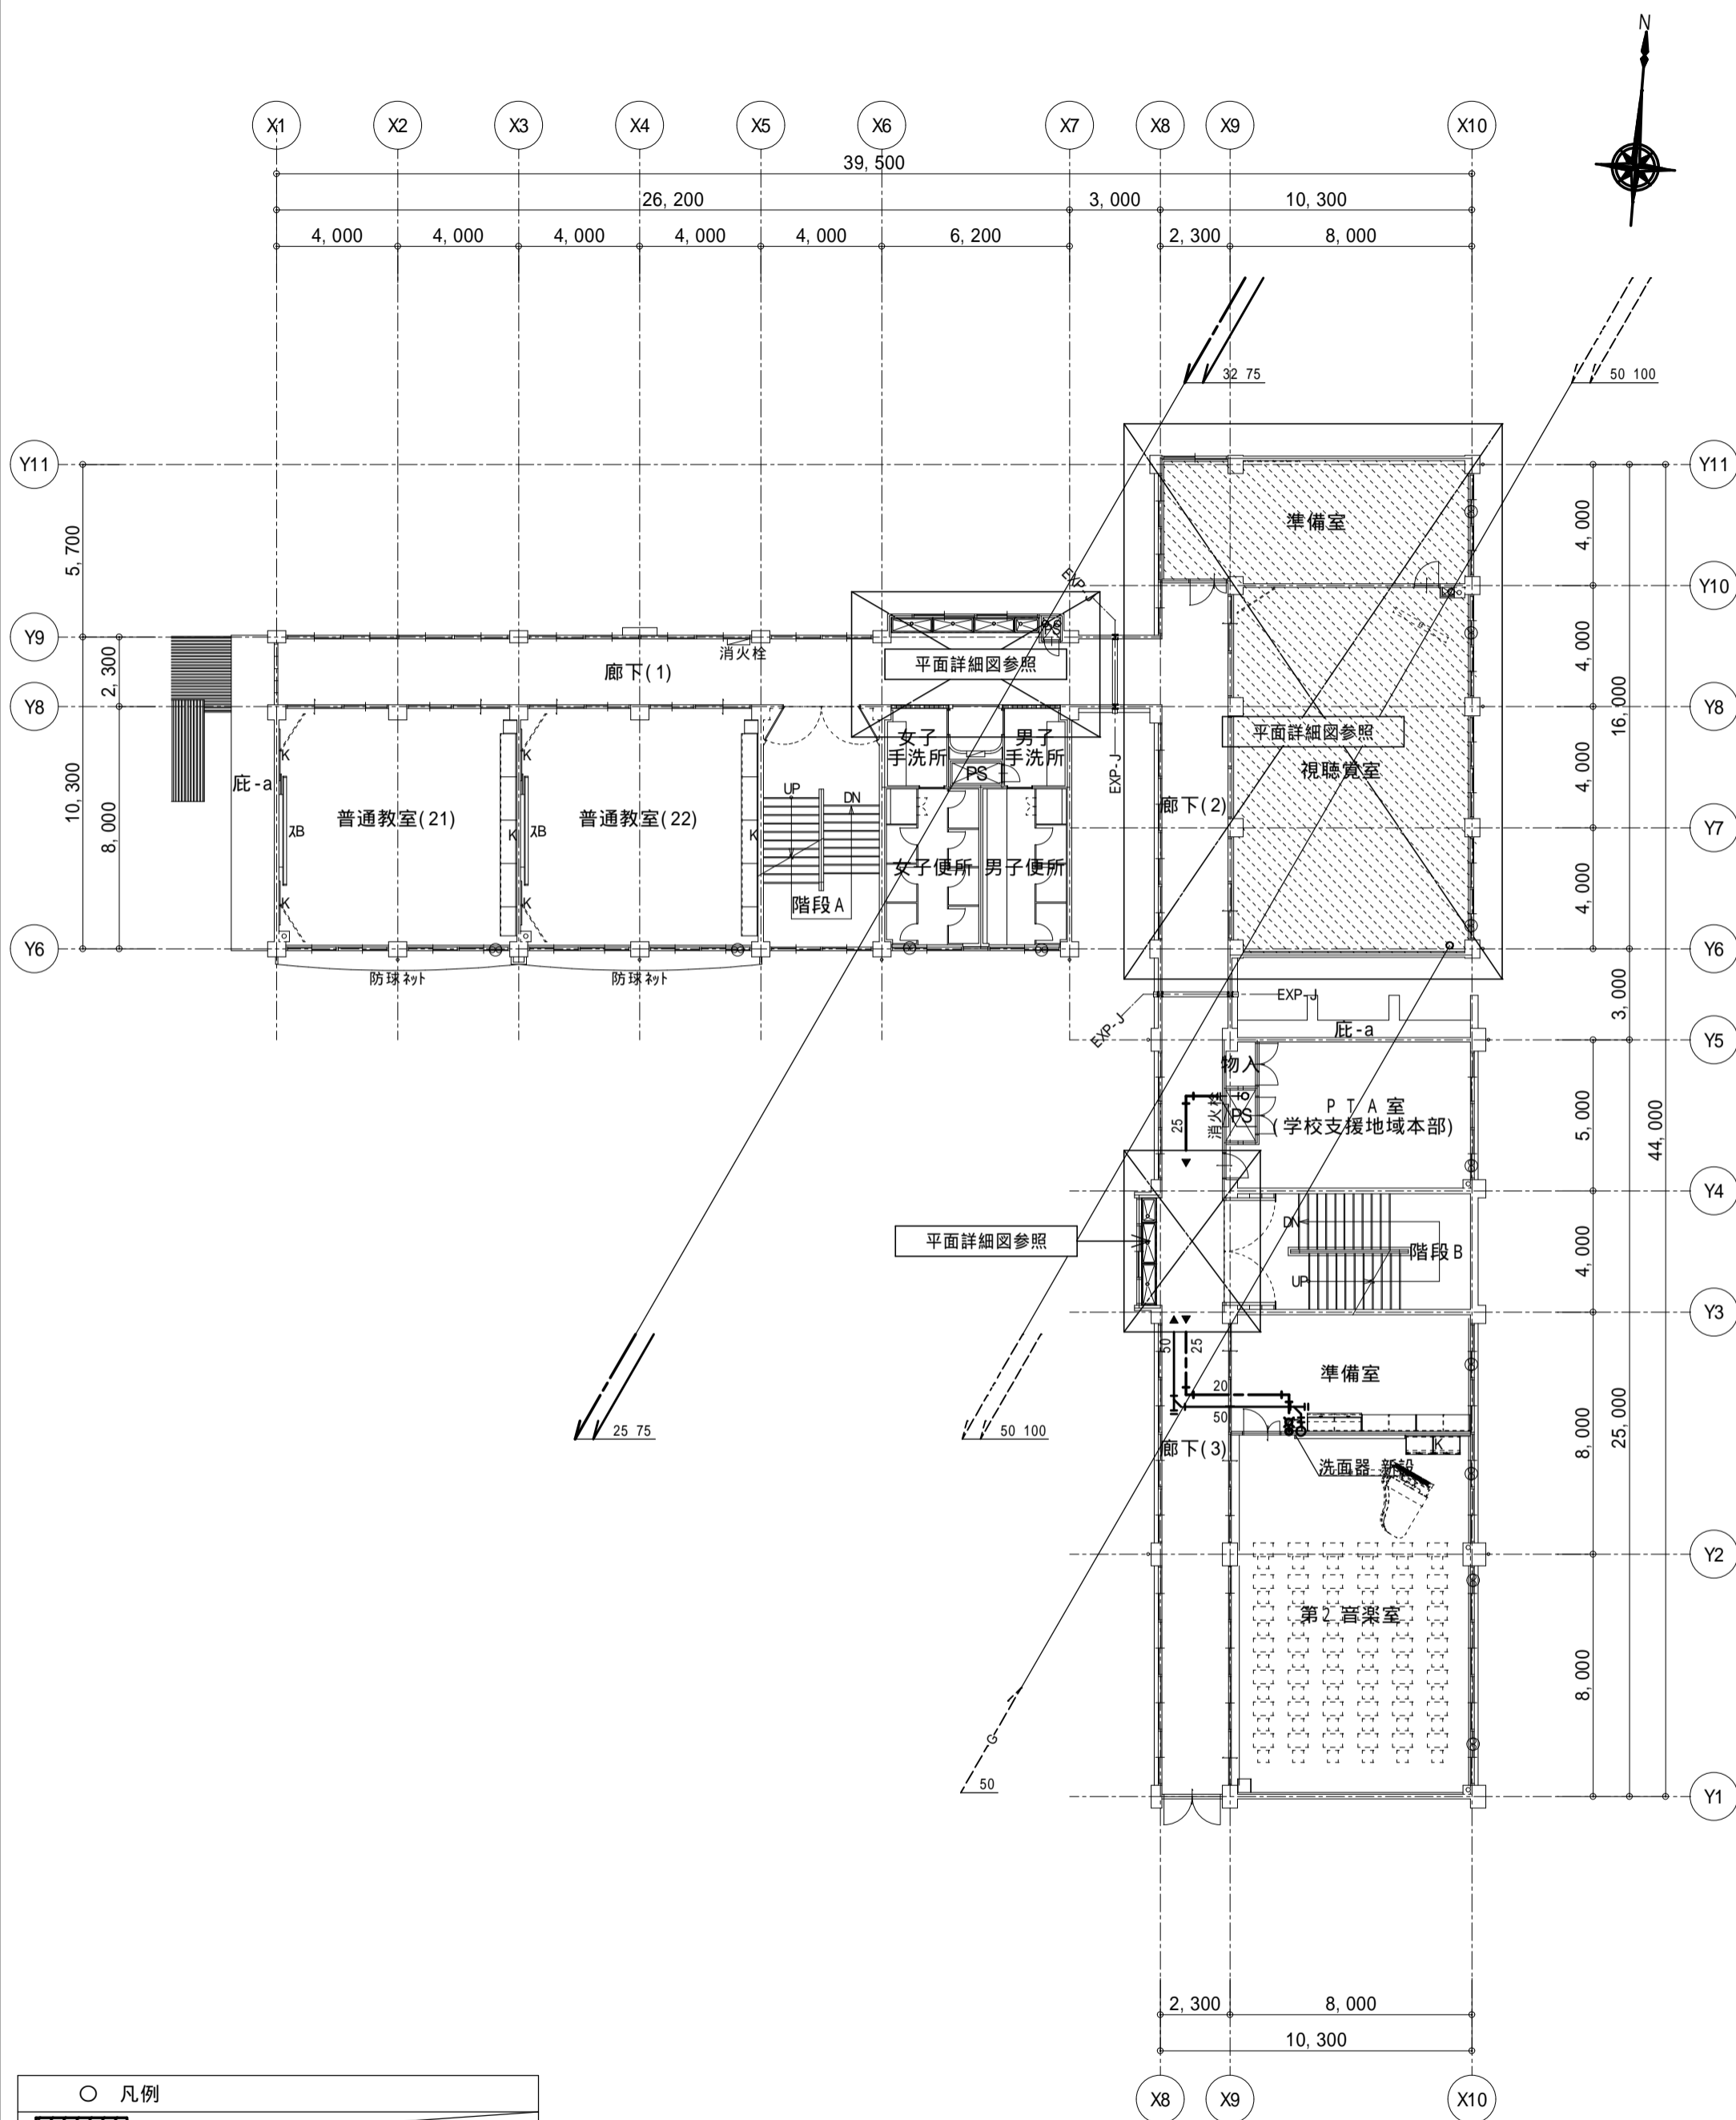 N
X1 X2 X3 X4 X5 X6 X7 X8 X9 X10
39,500
26,200 3,000 10,300
4,000 4,000 4,000 4,000 4,000 6,200 2,300 8,000
32 75
50 100
Y11
Y11
準備室
4,000
5,700
EXP-J
Y10
Y9
PS
4,000
消火栓
平面詳細図参照
廊下(1)
2,300
Y8
Y8
16,000
平面詳細図参照
女子
手洗所
男子
手洗所
K
K
PS
視聴覚室
EXP-J
4,000
庇-a
UP
DN
廊下(2)
10,300
8,000
普通教室(21)
普通教室(22)
ｽB
K
ｽB
K
Y7
女子便所
男子便所
4,000
階段A
K
K
Y6
Y6
防球ﾈｯﾄ
防球ﾈｯﾄ
EXP-J
EXP-J
3,000
庇-a
Y5
物入
PTA室
(学校支援地域本部)
消火栓
PS
25
5,000
44,000
Y4
平面詳細図参照
DN
階段B
UP
4,000
Y3
50
25
準備室
20
50
25 75
50 100
廊下(3)
K
洗面器 新設
8,000
25,000
Y2
第2音楽室
8,000
G
50
Y1
2,300 8,000
10,300
X8 X9 X10
○ 凡例